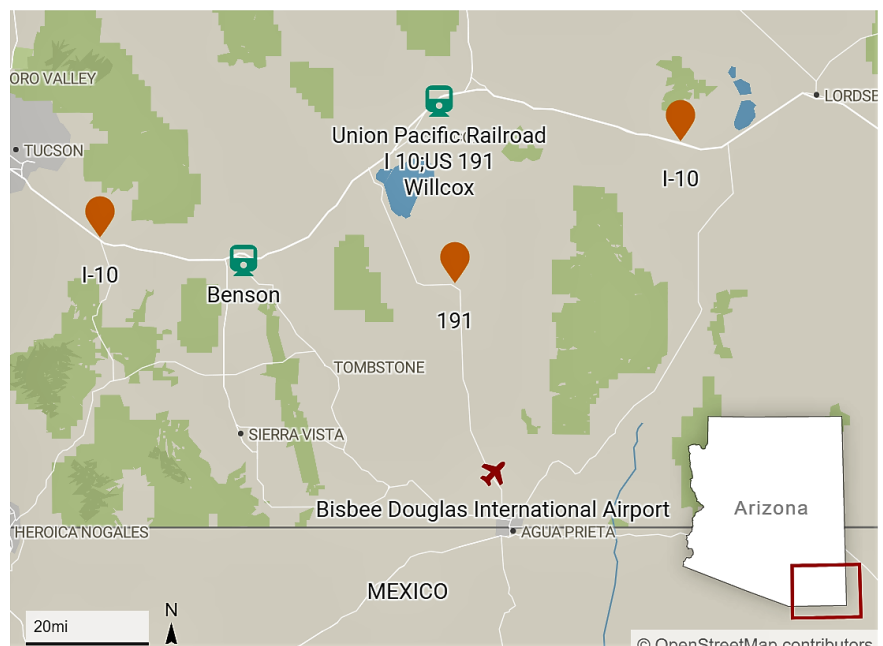 ORO VALLEY
LORDSE
Union Pacific Railroad
I 10;US 191
Willcox
TUCSON
I-10
I-10
Benson
191
TOMBSTONE
SIERRA VISTA
Bisbee Douglas International Airport
Arizona
HEROICA NOGALES
AGUA PRIETA
MEXICO
20mi
N
© OpenStreetMap contributors